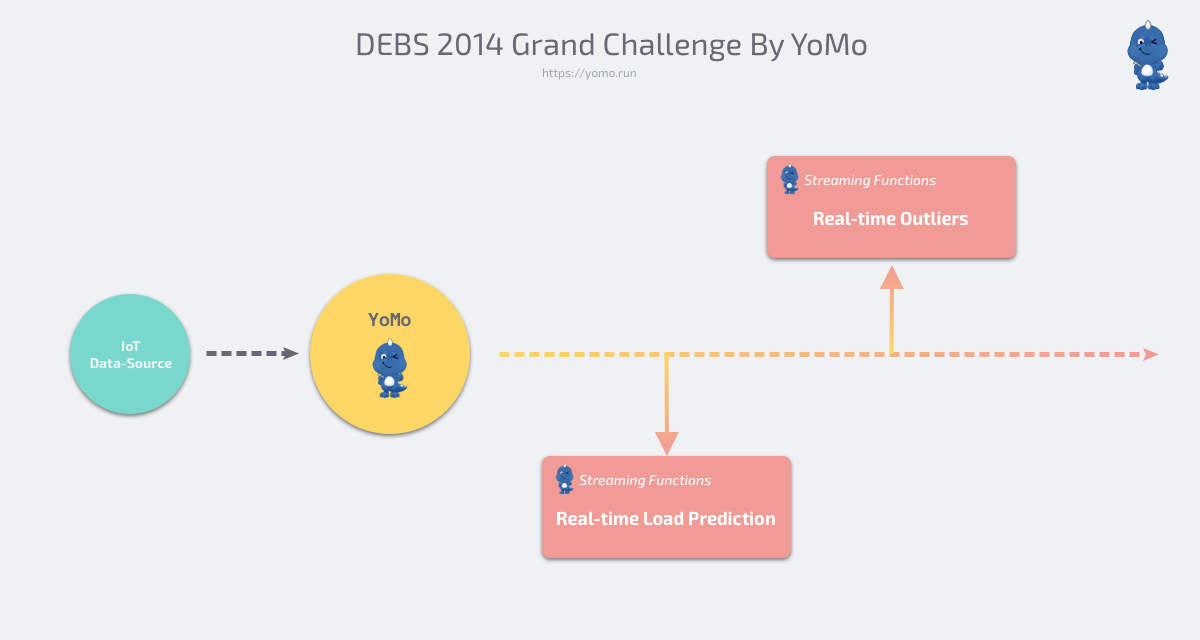 DEBS 2014 Grand Challenge By YoMo
https://yomo.run
Streaming Functions
Real-time Outliers
YoMo
IoT
Data-Source
Streaming Functions
Real-time Load Prediction